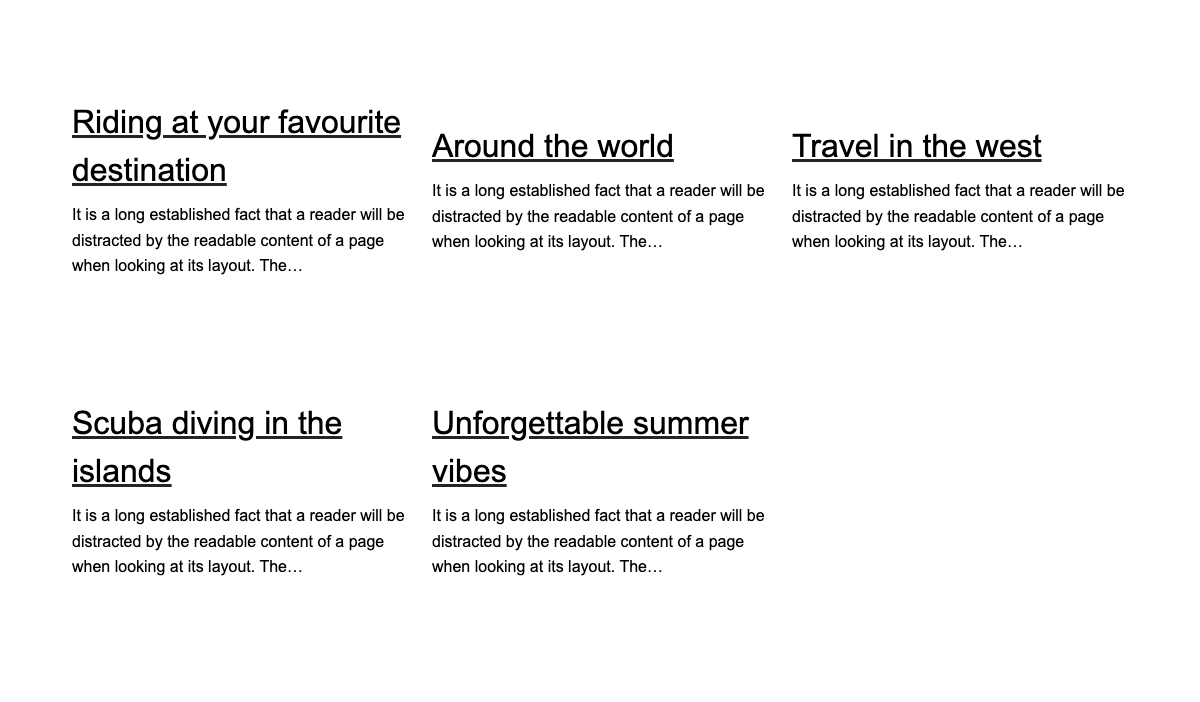 Riding at your favourite
destination
It is a long established fact that a reader will be
distracted by the readable content of a page
when looking at its layout. The…
Around the world
It is a long established fact that a reader will be
distracted by the readable content of a page
when looking at its layout. The…
Travel in the west
It is a long established fact that a reader will be
distracted by the readable content of a page
when looking at its layout. The…
Scuba diving in the
islands
It is a long established fact that a reader will be
distracted by the readable content of a page
when looking at its layout. The…
Unforgettable summer
vibes
It is a long established fact that a reader will be
distracted by the readable content of a page
when looking at its layout. The…